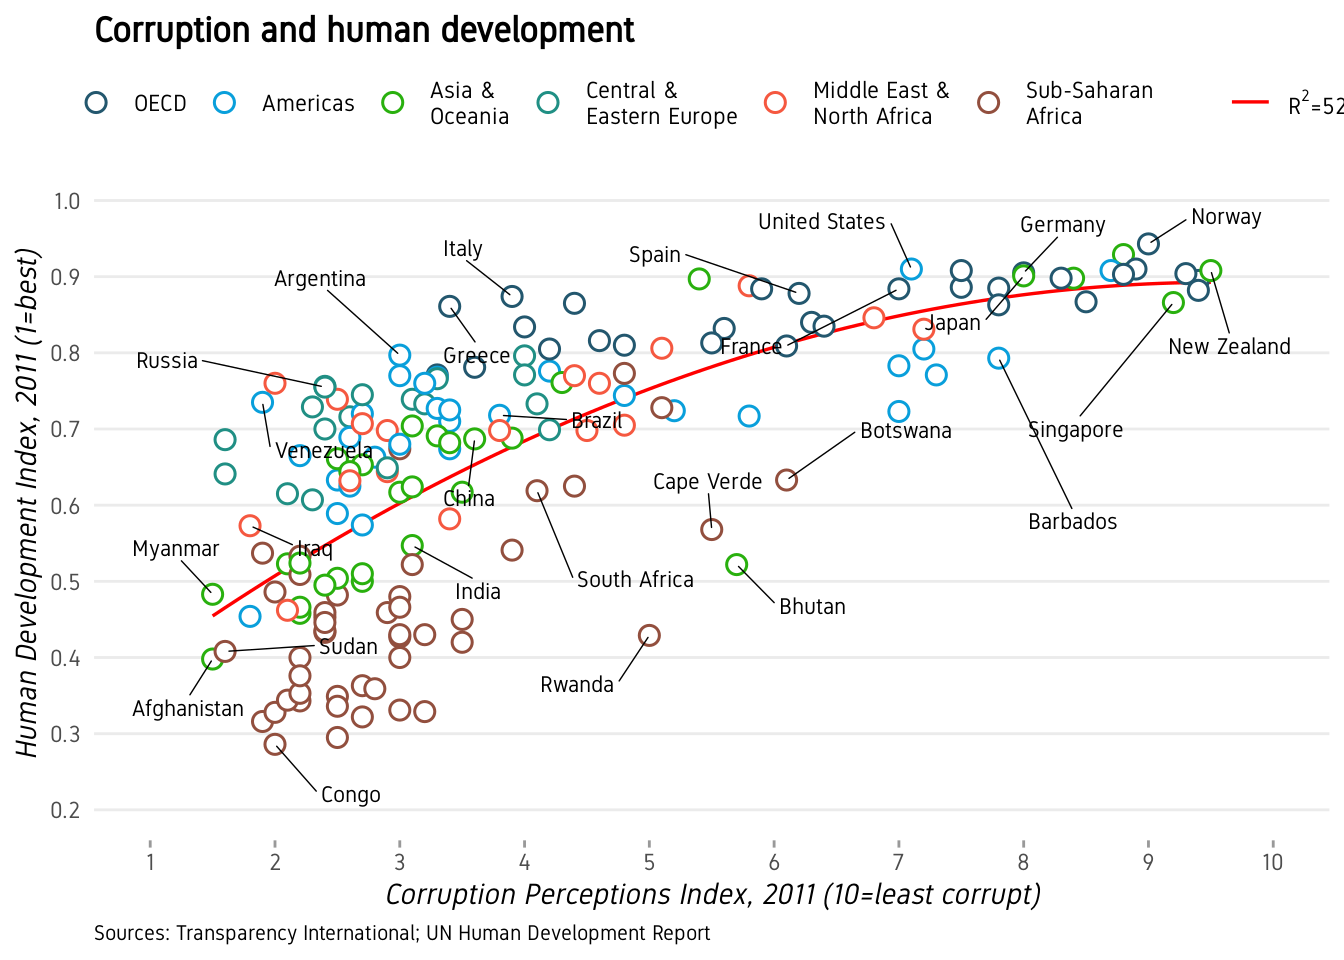 Corruption and human development
OECD
Americas
Asia &
Oceania
Central &
Eastern Europe
Middle East &
North Africa
Sub-Saharan
Africa
R²=52
Human Development Index, 2011 (1=best)
1.0
0.9
0.8
0.7
0.6
0.5
0.4
0.3
0.2
Norway
United States
Germany
Italy
Spain
Argentina
Japan
France
New Zealand
Greece
Russia
Brazil
Singapore
Botswana
Venezuela
Cape Verde
China
Barbados
Iraq
Myanmar
South Africa
India
Bhutan
Sudan
Rwanda
Afghanistan
Congo
1 2 3 4 5 6 7 8 9 10
Corruption Perceptions Index, 2011 (10=least corrupt)
Sources: Transparency International; UN Human Development Report